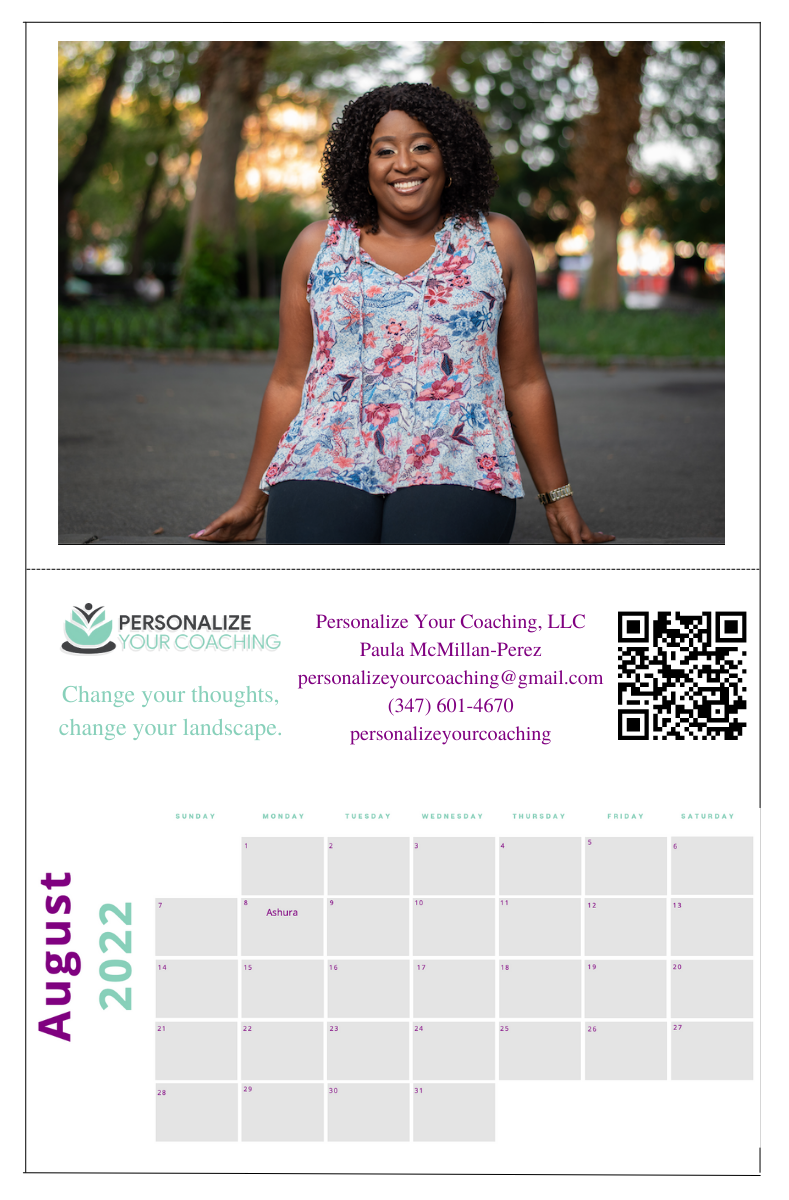 PERSONALIZE
YOUR COACHING
Change your thoughts,
change your landscape.
Personalize Your Coaching, LLC
Paula McMillan-Perez
personalizeyourcoaching@gmail.com
(347) 601-4670
personalizeyourcoaching
August
2022
SUNDAY MONDAY TUESDAY WEDNESDAY THURSDAY FRIDAY SATURDAY
1 2 3 4 5 6
7 8 9 10 11 12 13
Ashura
14 15 16 17 18 19 20
21 22 23 24 25 26 27
28 29 30 31